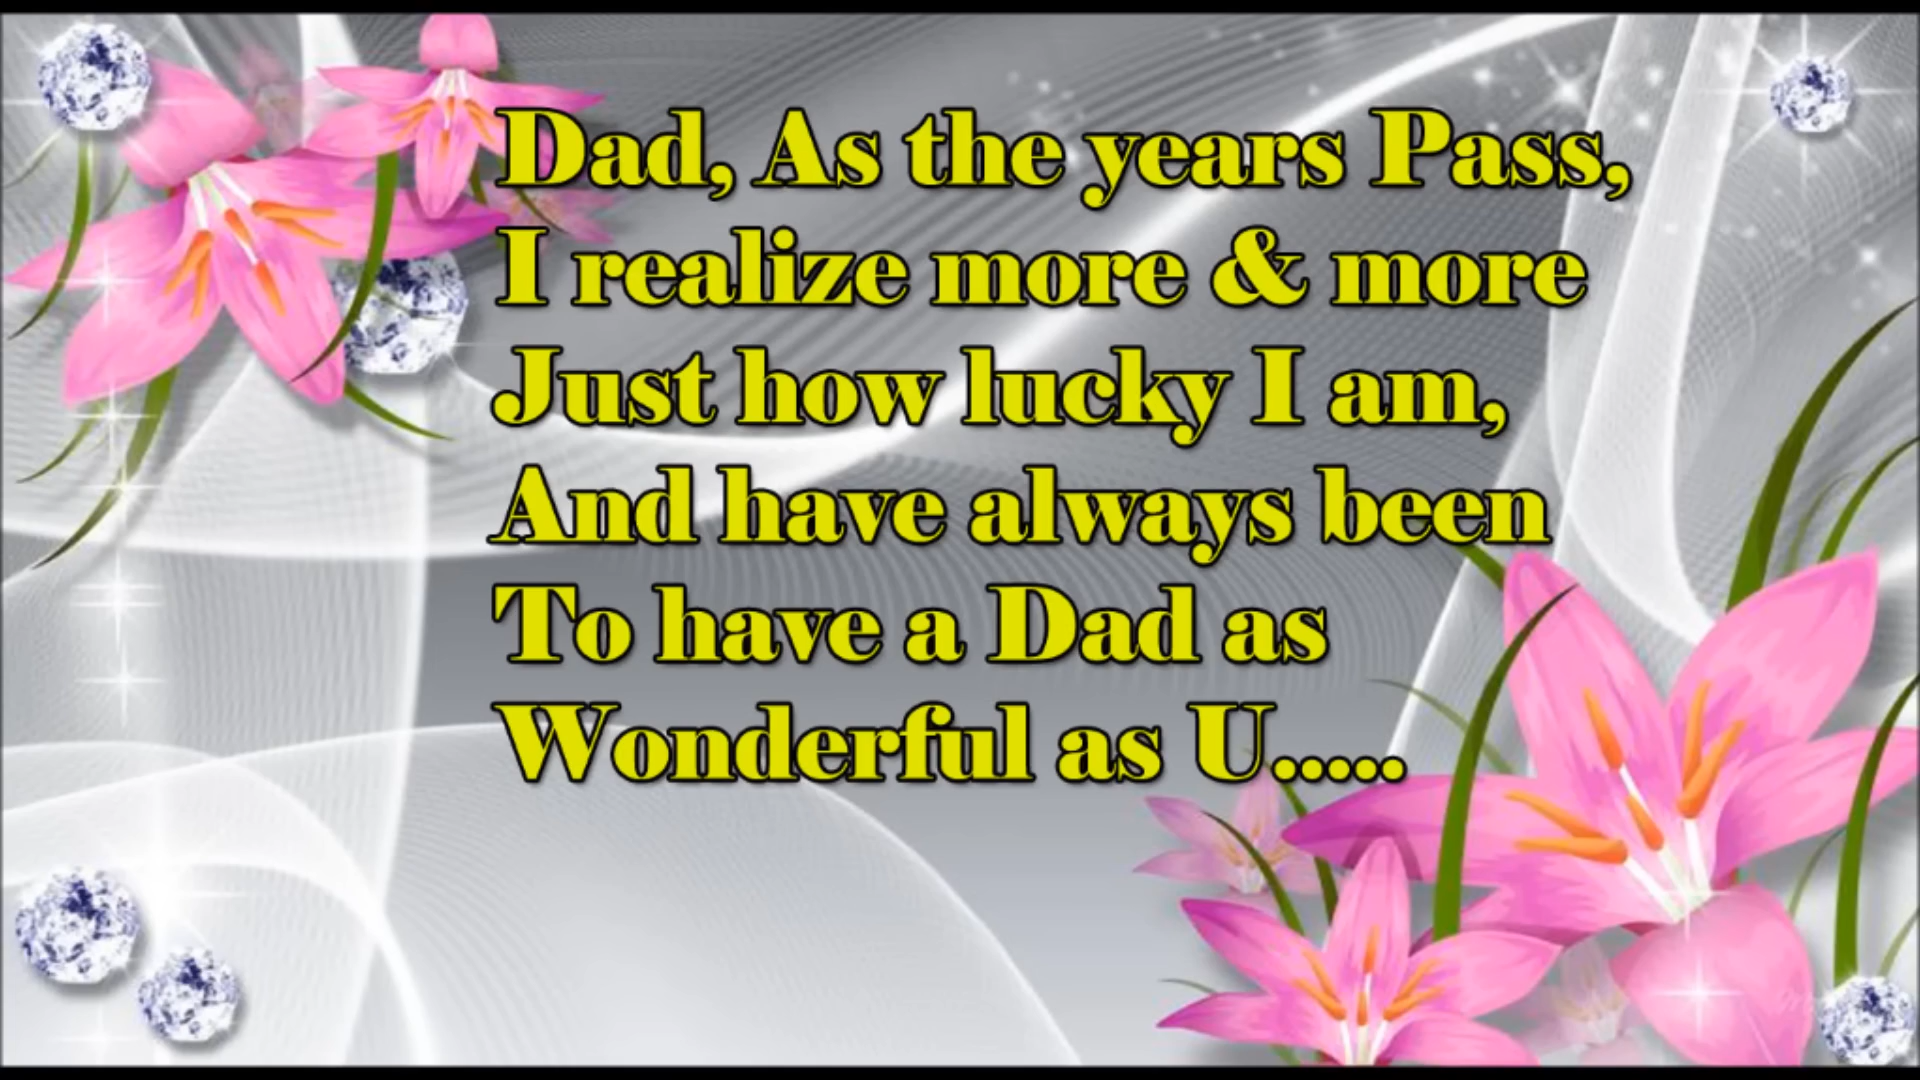 Dad, As the years Pass,
I realize more & more
Just how lucky I am,
And have always been
To have a Dad as
Wonderful as U.....